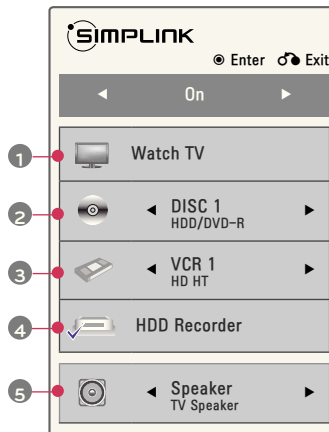 SIMPLINK
Enter Exit
On
1 Watch TV
2 DISC 1
HDD/DVD-R
3 VCR 1
HD HT
4 HDD Recorder
5 Speaker
TV Speaker